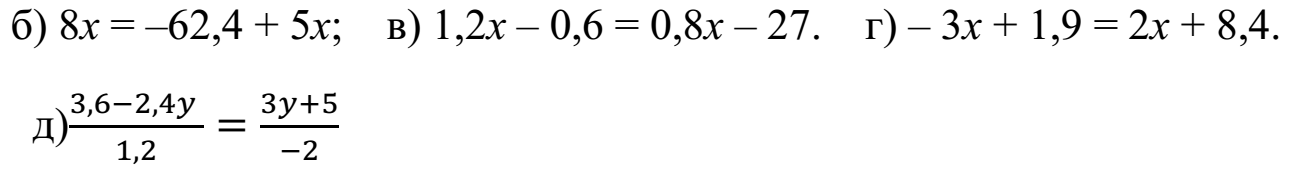 б) 8x = –62,4 + 5x; в) 1,2x – 0,6 = 0,8x – 27. г) – 3x + 1,9 = 2x + 8,4.
д) (3,6−2,4y)/1,2 = (3y+5)/−2